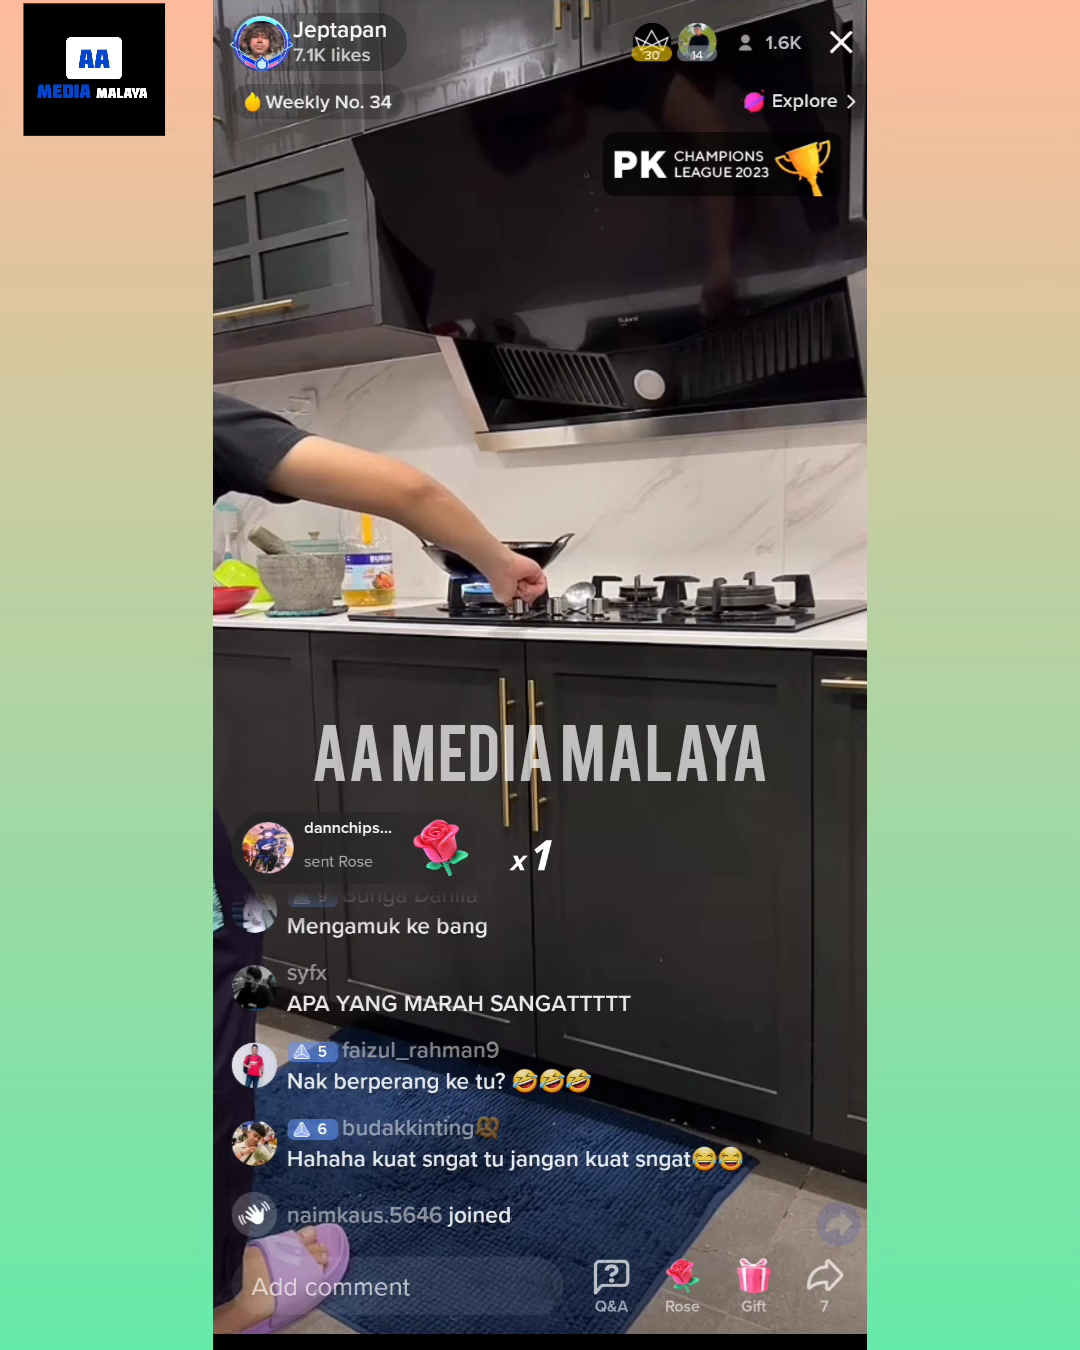 AA
MEDIA MALAYA
Jeptapan
7.1K likes
30
14
1.6K
Weekly No. 34
Explore
PK CHAMPIONS
LEAGUE 2023
AA MEDIA MALAYA
dannchips...
sent Rose
x1
9 Bunga Dahlia
Mengamuk ke bang
syfx
APA YANG MARAH SANGATTTTT
5 faizul_rahman9
Nak berperang ke tu? 🤣🤣🤣
6 budakkinting
Hahaha kuat sngat tu jangan kuat sngat😄😄
naimkaus.5646 joined
Add comment
Q&A
Rose
Gift
7